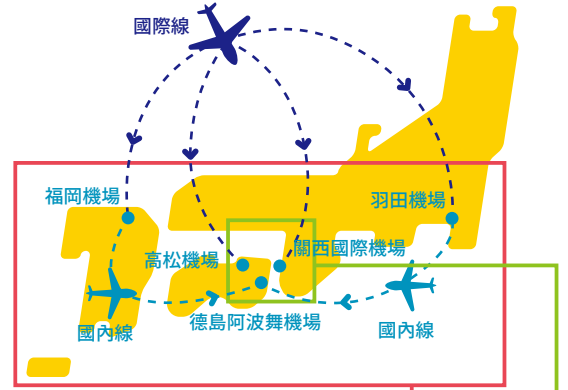 國際線
福岡機場
羽田機場
高松機場
關西國際機場
德島阿波舞機場
國內線
國內線